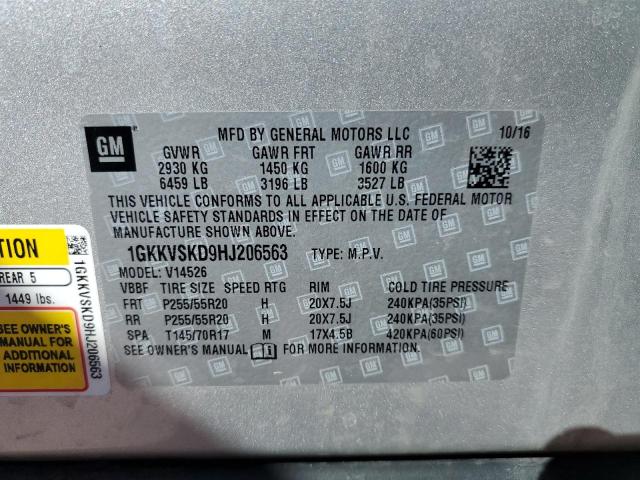 GM
MFD BY GENERAL MOTORS LLC 10/16
GVWR GAWR FRT GAWR RR
2930 KG 1450 KG 1600 KG
6459 LB 3196 LB 3527 LB
THIS VEHICLE CONFORMS TO ALL APPLICABLE U.S. FEDERAL MOTOR
VEHICLE SAFETY STANDARDS IN EFFECT ON THE DATE OF
MANUFACTURE SHOWN ABOVE.
1GKKVSKD9HJ206563 TYPE: M.P.V.
MODEL: V14526
VBBF TIRE SIZE SPEED RTG RIM COLD TIRE PRESSURE
FRT P255/55R20 H 20X7.5J 240KPA(35PSI)
RR P255/55R20 H 20X7.5J 240KPA(35PSI)
SPA T145/70R17 M 17X4.5B 420KPA(60PSI)
SEE OWNER'S MANUAL FOR MORE INFORMATION.
TION
REAR 5
1449 lbs.
SEE OWNER'S
MANUAL FOR
ADDITIONAL
INFORMATION
1GKKVSKD9HJ206563